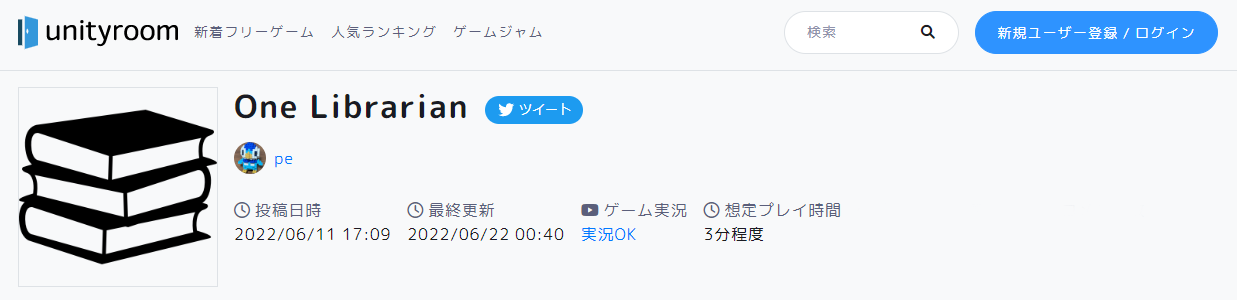 unityroom 新着フリーゲーム 人気ランキング ゲームジャム 検索 新規ユーザー登録 / ログイン
One Librarian ツイート
pe
投稿日時 最終更新 ゲーム実況 想定プレイ時間
2022/06/11 17:09 2022/06/22 00:40 実況OK 3分程度